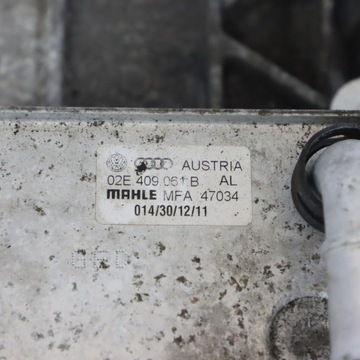 AUSTRIA
02E 409 061 B AL
MAHLE MFA 47034
014/30/12/11